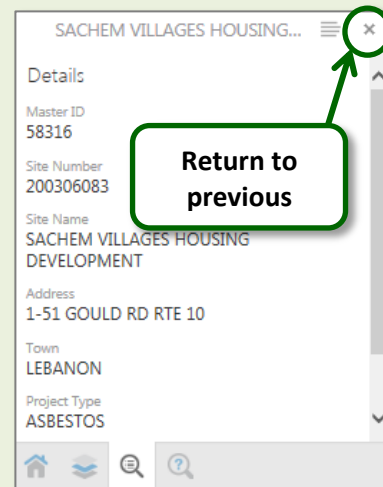 SACHEM VILLAGES HOUSING...
Details
Master ID
58316
Site Number
200306083
Return to
previous
Site Name
SACHEM VILLAGES HOUSING
DEVELOPMENT
Address
1-51 GOULD RD RTE 10
Town
LEBANON
Project Type
ASBESTOS